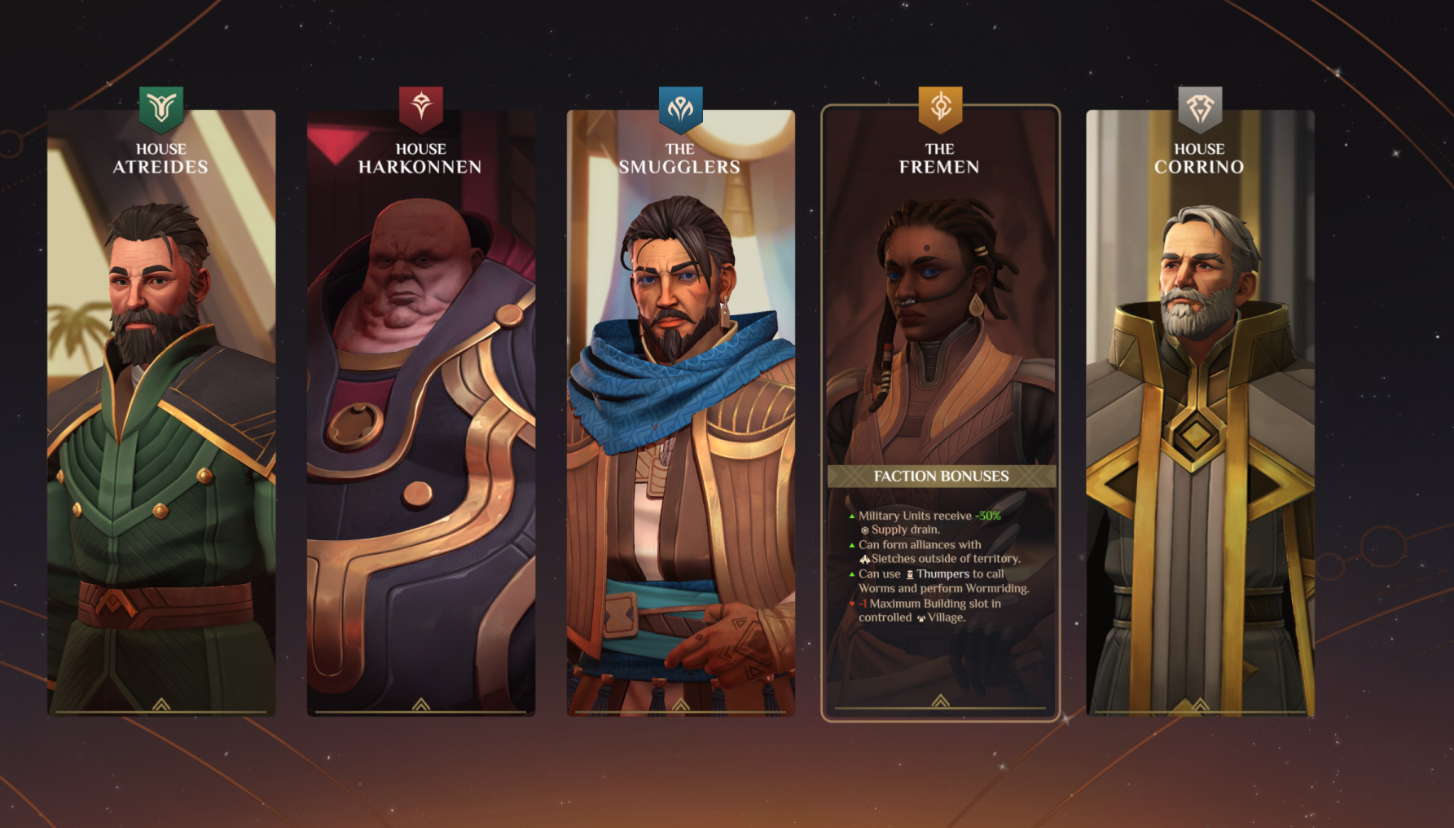 HOUSE
ATREIDES
HOUSE
HARKONNEN
THE
SMUGGLERS
THE
FREMEN
HOUSE
CORRINO
FACTION BONUSES
Military Units receive -30%
Supply drain.
Can form alliances with
Sietches outside of territory.
Can use Thumpers to call
Worms and perform Wormriding.
-1 Maximum Building slot in
controlled Village.